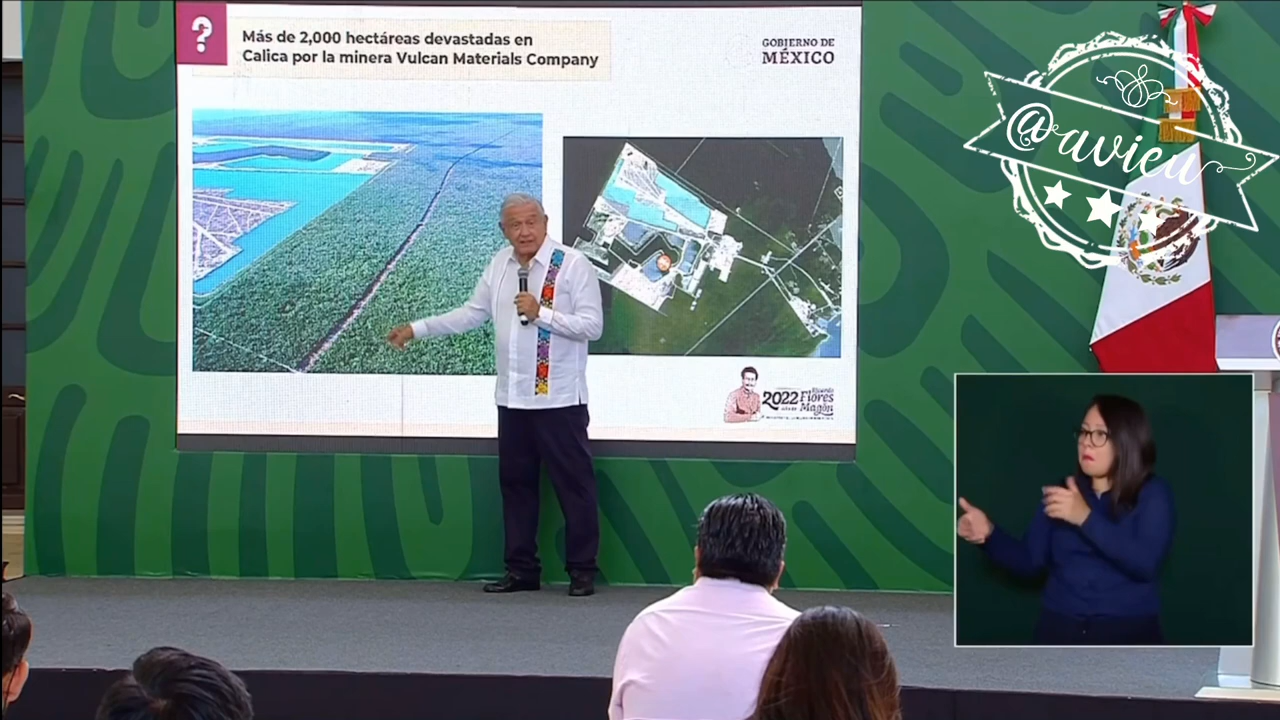 ?
Más de 2,000 hectáreas devastadas en
Calica por la minera Vulcan Materials Company
GOBIERNO DE
MÉXICO
@avieu
2022 Ricardo
Flores
Magón